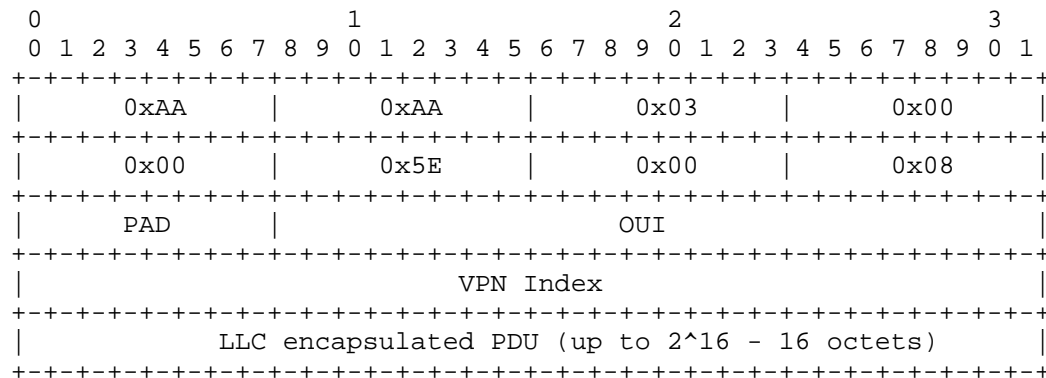 0                   1                   2                   3
 0 1 2 3 4 5 6 7 8 9 0 1 2 3 4 5 6 7 8 9 0 1 2 3 4 5 6 7 8 9 0 1
+-+-+-+-+-+-+-+-+-+-+-+-+-+-+-+-+-+-+-+-+-+-+-+-+-+-+-+-+-+-+-+-+
|      0xAA     |      0xAA     |      0x03     |      0x00     |
+-+-+-+-+-+-+-+-+-+-+-+-+-+-+-+-+-+-+-+-+-+-+-+-+-+-+-+-+-+-+-+-+
|      0x00     |      0x5E     |      0x00     |      0x08     |
+-+-+-+-+-+-+-+-+-+-+-+-+-+-+-+-+-+-+-+-+-+-+-+-+-+-+-+-+-+-+-+-+
|      PAD      |                     OUI                       |
+-+-+-+-+-+-+-+-+-+-+-+-+-+-+-+-+-+-+-+-+-+-+-+-+-+-+-+-+-+-+-+-+
|                           VPN Index                           |
+-+-+-+-+-+-+-+-+-+-+-+-+-+-+-+-+-+-+-+-+-+-+-+-+-+-+-+-+-+-+-+-+
|            LLC encapsulated PDU (up to 2^16 - 16 octets)      |
+-+-+-+-+-+-+-+-+-+-+-+-+-+-+-+-+-+-+-+-+-+-+-+-+-+-+-+-+-+-+-+-+